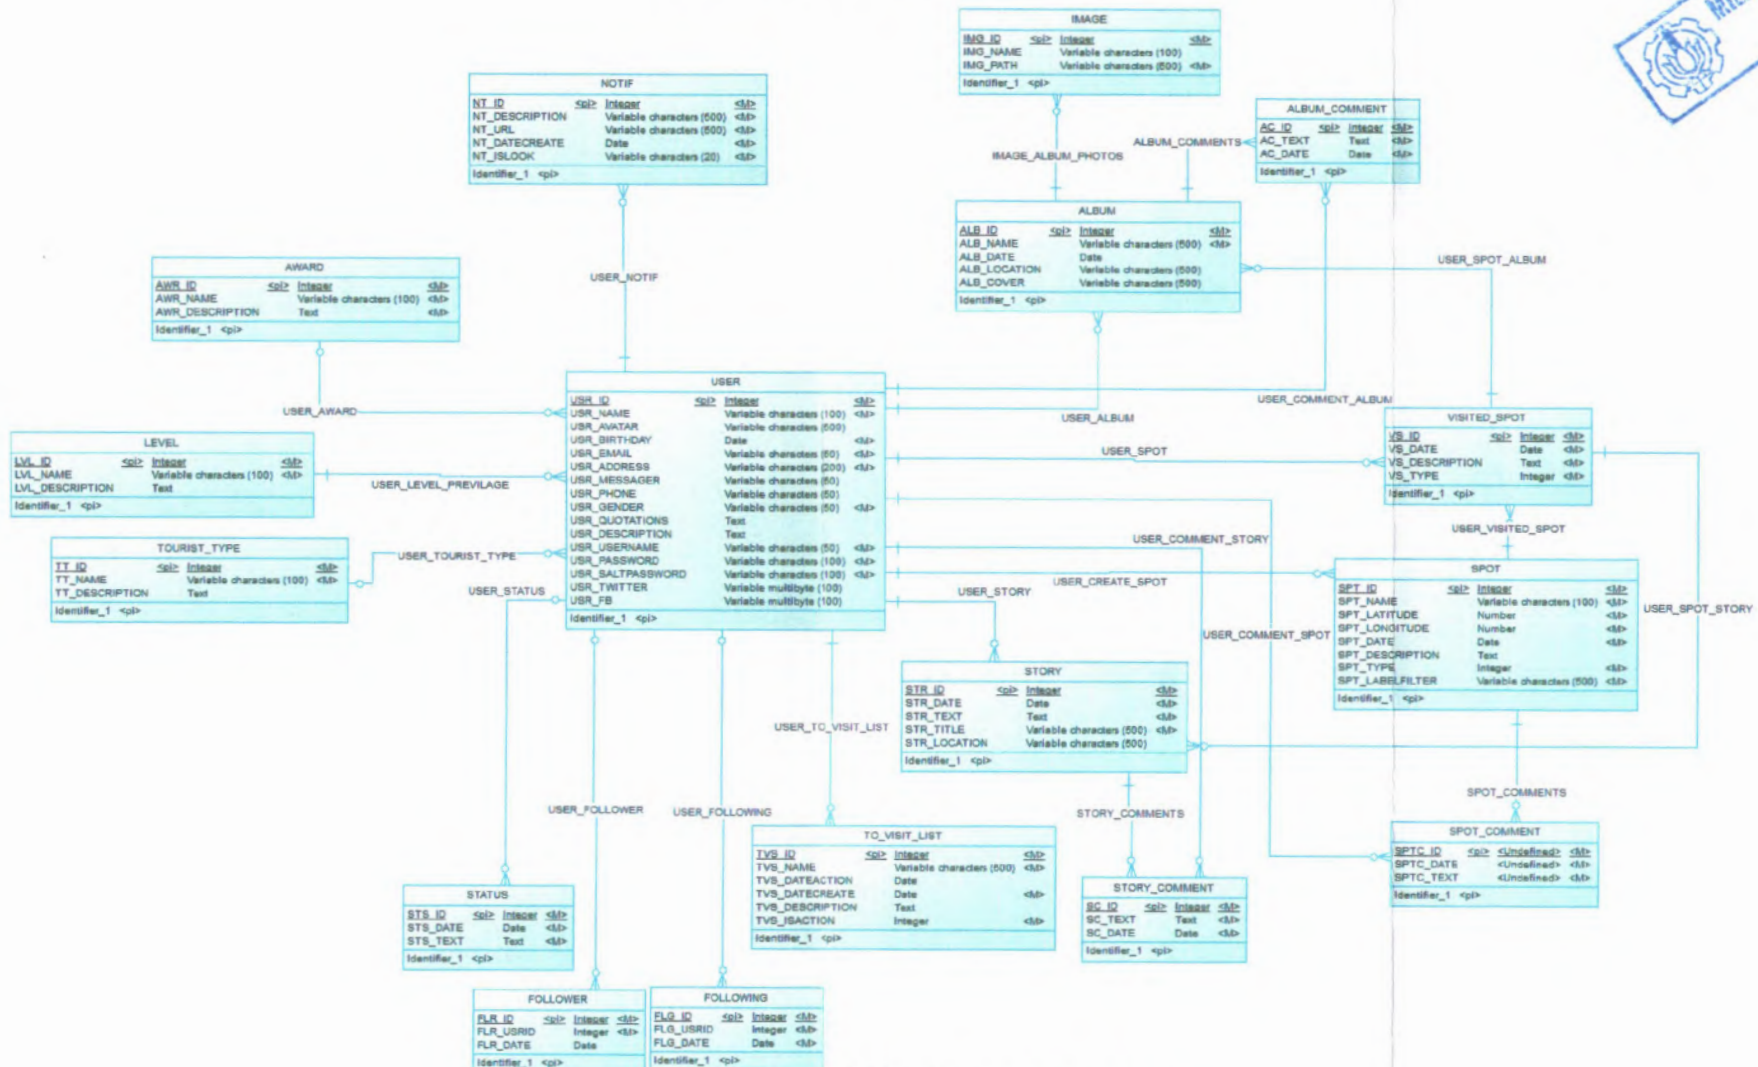 IMAGE
IMG_ID <pi> Integer <M>
IMG_NAME Variable characters (100)
IMG_PATH Variable characters (500) <M>
Identifier_1 <pi>
NOTIF
NT_ID <pi> Integer <M>
NT_DESCRIPTION Variable characters (500) <M>
NT_URL Variable characters (500) <M>
NT_DATECREATE Date <M>
NT_ISLOOK Variable characters (20) <M>
Identifier_1 <pi>
ALBUM_COMMENT
AC_ID <pi> Integer <M>
AC_TEXT Text <M>
AC_DATE Date <M>
Identifier_1 <pi>
ALBUM_COMMENTS
IMAGE_ALBUM_PHOTOS
ALBUM
ALB_ID <pi> Integer <M>
ALB_NAME Variable characters (500) <M>
ALB_DATE Date
ALB_LOCATION Variable characters (500)
ALB_COVER Variable characters (500)
Identifier_1 <pi>
USER_SPOT_ALBUM
USER_NOTIF
AWARD
AWR_ID <pi> Integer <M>
AWR_NAME Variable characters (100) <M>
AWR_DESCRIPTION Text <M>
Identifier_1 <pi>
USER_AWARD
USER
USR_ID <pi> Integer <M>
USR_NAME Variable characters (100) <M>
USR_AVATAR Variable characters (500)
USR_BIRTHDAY Date <M>
USR_EMAIL Variable characters (50) <M>
USR_ADDRESS Variable characters (200) <M>
USR_MESSAGER Variable characters (50)
USR_PHONE Variable characters (50)
USR_GENDER Variable characters (50) <M>
USR_QUOTATIONS Text
USR_DESCRIPTION Text
USR_USERNAME Variable characters (50) <M>
USR_PASSWORD Variable characters (100) <M>
USR_SALTPASSWORD Variable characters (100) <M>
USR_TWITTER Variable multibyte (100)
USR_FB Variable multibyte (100)
Identifier_1 <pi>
USER_COMMENT_ALBUM
USER_ALBUM
VISITED_SPOT
VS_ID <pi> Integer <M>
VS_DATE Date <M>
VS_DESCRIPTION Text <M>
VS_TYPE Integer <M>
Identifier_1 <pi>
LEVEL
LVL_ID <pi> Integer <M>
LVL_NAME Variable characters (100) <M>
LVL_DESCRIPTION Text
Identifier_1 <pi>
USER_LEVEL_PREVILAGE
USER_SPOT
USER_VISITED_SPOT
TOURIST_TYPE
TT_ID <pi> Integer <M>
TT_NAME Variable characters (100) <M>
TT_DESCRIPTION Text
Identifier_1 <pi>
USER_TOURIST_TYPE
USER_COMMENT_STORY
USER_CREATE_SPOT
USER_STATUS
USER_STORY
SPOT
SPT_ID <pi> Integer <M>
SPT_NAME Variable characters (100) <M>
SPT_LATITUDE Number <M>
SPT_LONGITUDE Number <M>
SPT_DATE Date <M>
SPT_DESCRIPTION Text
SPT_TYPE Integer <M>
SPT_LABELFILTER Variable characters (500) <M>
Identifier_1 <pi>
USER_SPOT_STORY
USER_COMMENT_SPOT
STORY
STR_ID <pi> Integer <M>
STR_DATE Date <M>
STR_TEXT Text <M>
STR_TITLE Variable characters (500) <M>
STR_LOCATION Variable characters (500)
Identifier_1 <pi>
USER_TO_VISIT_LIST
USER_FOLLOWER
USER_FOLLOWING
STORY_COMMENTS
SPOT_COMMENTS
SPOT_COMMENT
SPTC_ID <pi> <Undefined> <M>
SPTC_DATE <Undefined> <M>
SPTC_TEXT <Undefined> <M>
Identifier_1 <pi>
TO_VISIT_LIST
TVS_ID <pi> Integer <M>
TVS_NAME Variable characters (500) <M>
TVS_DATEACTION Date
TVS_DATECREATE Date <M>
TVS_DESCRIPTION Text
TVS_ISACTION Integer <M>
Identifier_1 <pi>
STORY_COMMENT
SC_ID <pi> Integer <M>
SC_TEXT Text <M>
SC_DATE Date <M>
Identifier_1 <pi>
STATUS
STS_ID <pi> Integer <M>
STS_DATE Date <M>
STS_TEXT Text <M>
Identifier_1 <pi>
FOLLOWER
FLR_ID <pi> Integer <M>
FLR_USRID Integer <M>
FLR_DATE Date
Identifier_1 <pi>
FOLLOWING
FLG_ID <pi> Integer <M>
FLG_USRID Integer <M>
FLG_DATE Date <M>
Identifier_1 <pi>